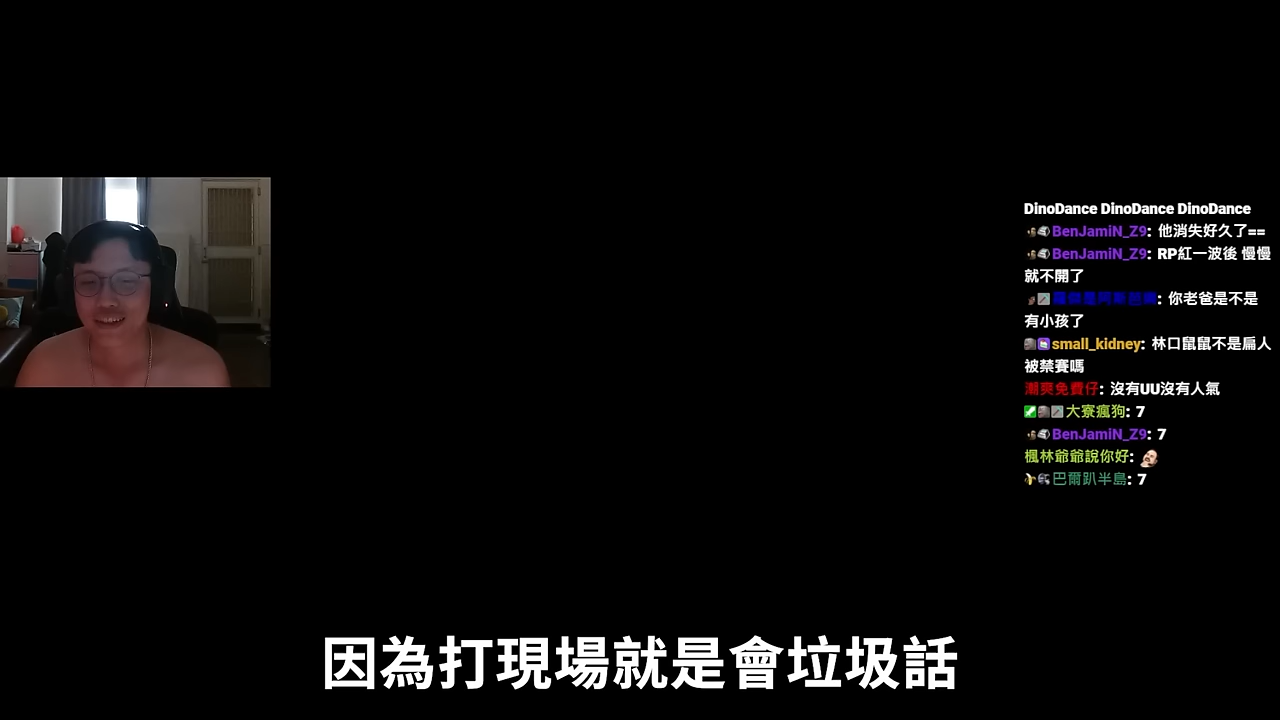 DinoDance DinoDance DinoDance
BenJamiN_Z9: 他消失好久了==
BenJamiN_Z9: RP紅一波後 慢慢
就不開了
: 你老爸是不是
有小孩了
small_kidney: 林口鼠鼠不是扁人
被禁賽嗎
潮爽免費仔: 沒有UU沒有人氣
大寮瘋狗: 7
BenJamiN_Z9: 7
楓林爺爺說你好:
巴爾趴半島: 7
因為打現場就是會垃圾話